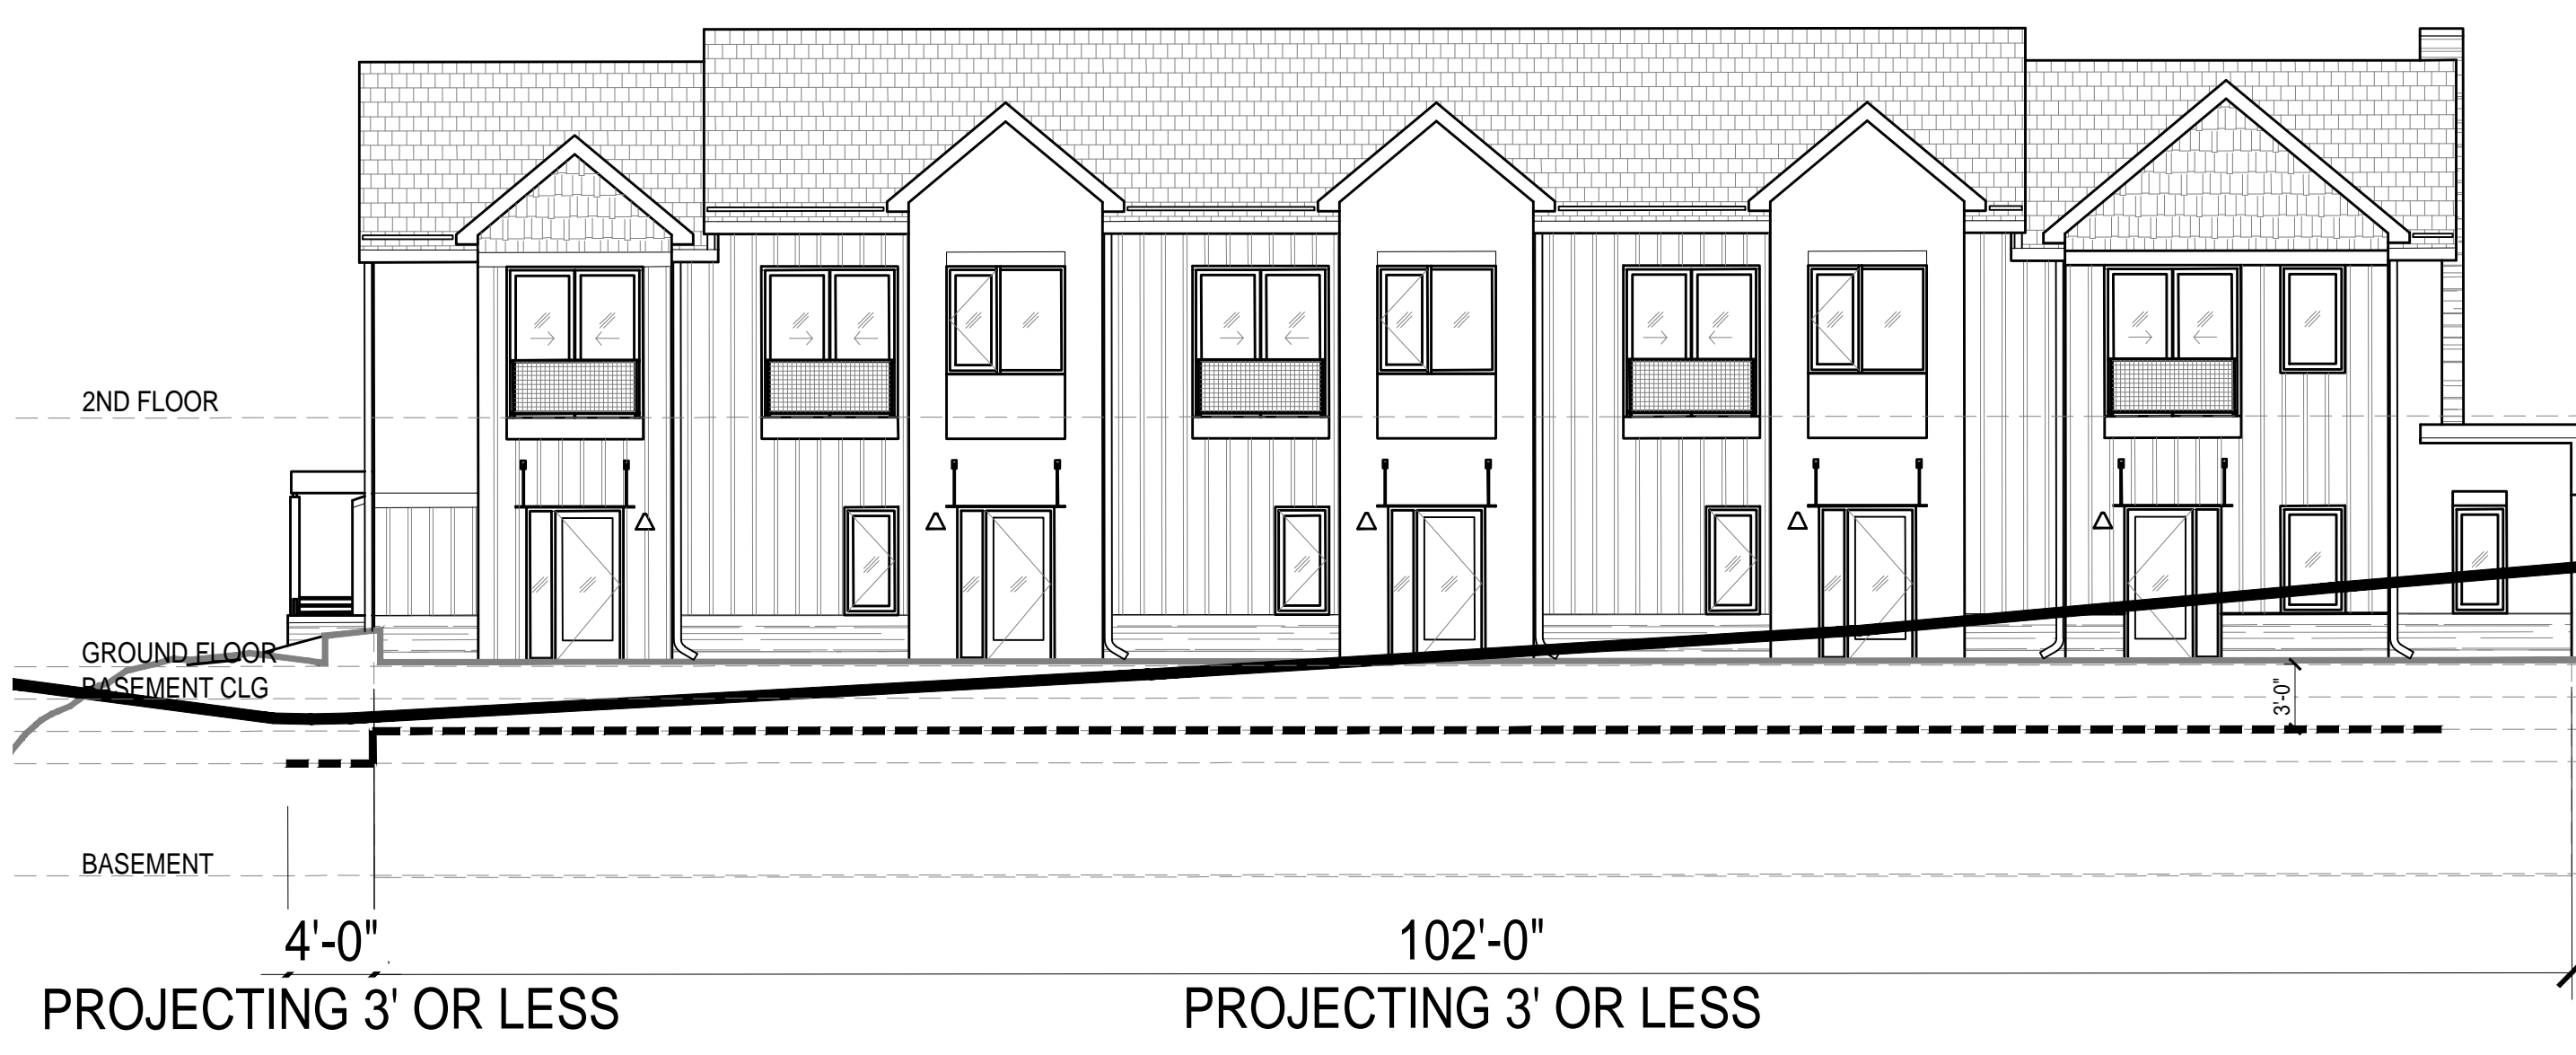 2ND FLOOR
GROUND FLOOR
BASEMENT CLG
3'-0"
BASEMENT
4'-0"
102'-0"
PROJECTING 3' OR LESS
PROJECTING 3' OR LESS